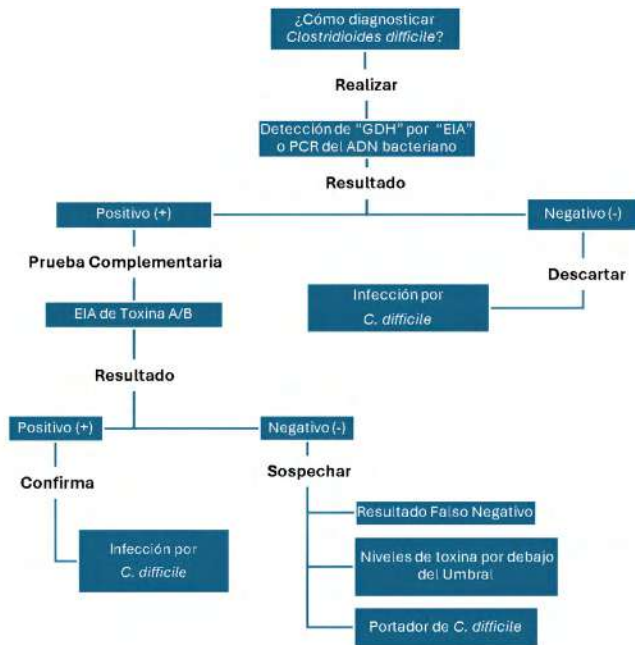 ¿Cómo diagnosticar
Clostridioides difficile?
Realizar
Detección de “GDH” por “EIA”
o PCR del ADN bacteriano
Resultado
Positivo (+)
Negativo (-)
Prueba Complementaria
Descartar
EIA de Toxina A/B
Infección por
C. difficile
Resultado
Positivo (+)
Negativo (-)
Confirma
Sospechar
Infección por
C. difficile
Resultado Falso Negativo
Niveles de toxina por debajo
del Umbral
Portador de C. difficile